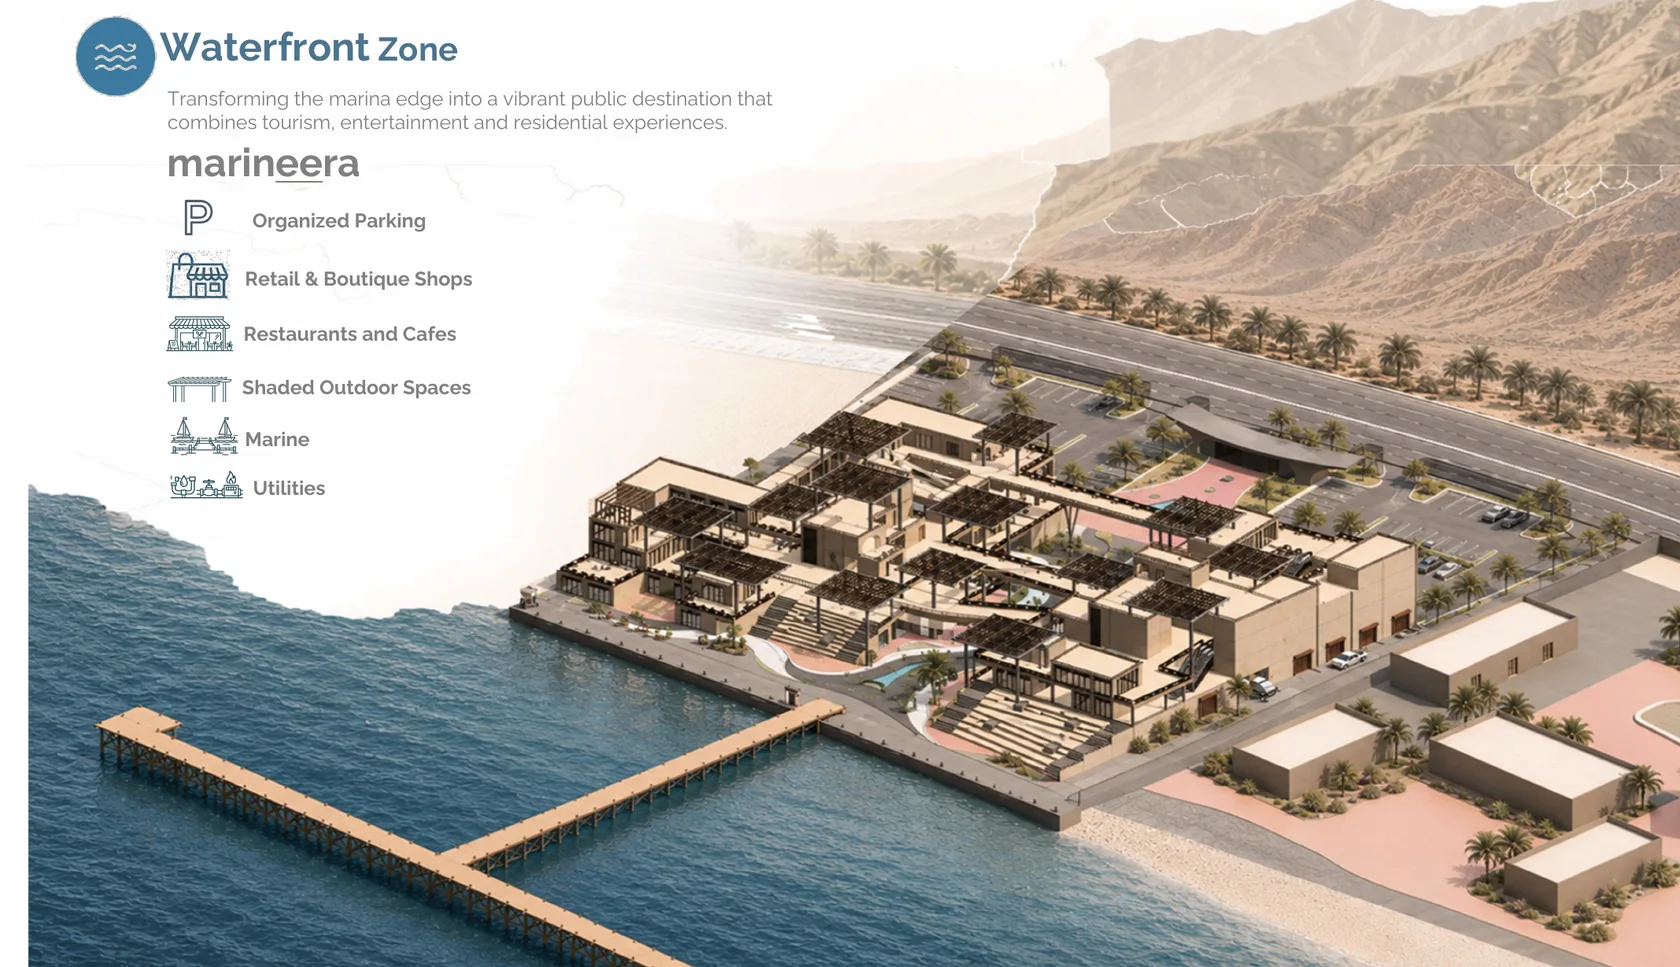 Waterfront Zone
Transforming the marina edge into a vibrant public destination that
combines tourism, entertainment and residential experiences.
marineera
P
Organized Parking
Retail & Boutique Shops
Restaurants and Cafes
Shaded Outdoor Spaces
Marine
Utilities